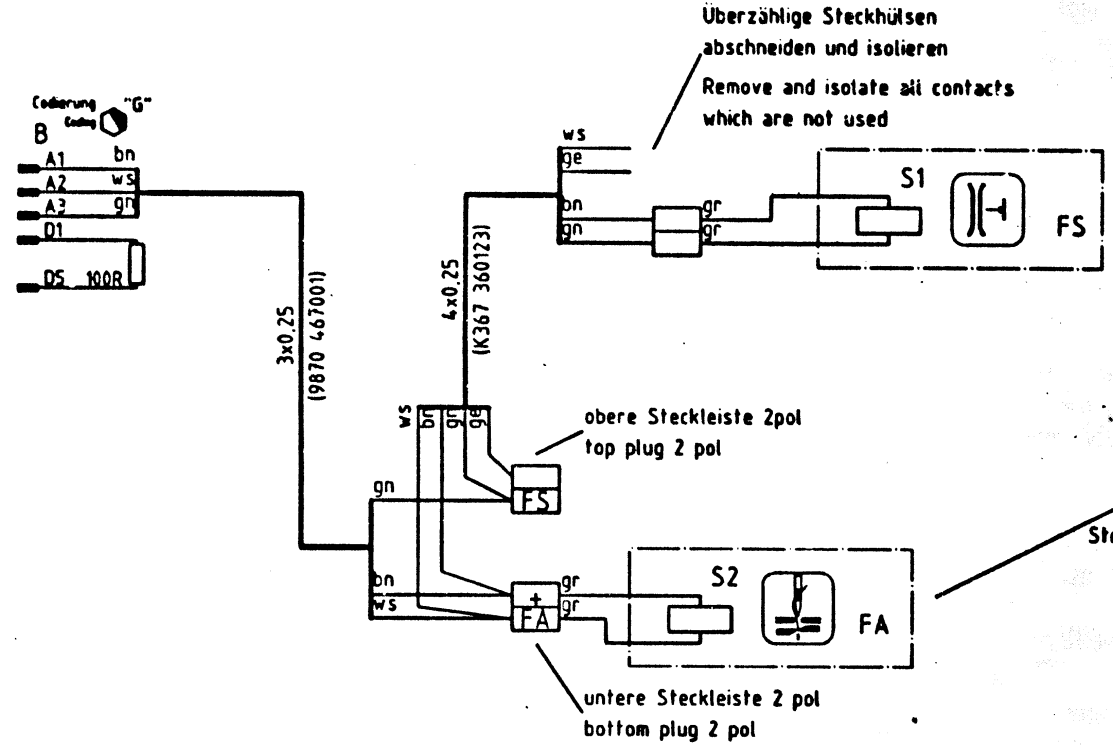 Überzählige Steckhülsen
abschneiden und isolieren
Remove and isolate all contacts
which are not used
Codierung "G"
Coding
B
A1 bn
A2 ws
A3 gn
D1
D5 100R
3x0,25
(9870 467001)
4x0,25
(K367 360123)
ws
ge
bn gr
gn gr
S1
FS
ws
bn
gn
ge
obere Steckleiste 2pol
top plug 2 pol
gn
FS
bn
ws
+
FA
gr
gr
S2
FA
untere Steckleiste 2 pol
bottom plug 2 pol